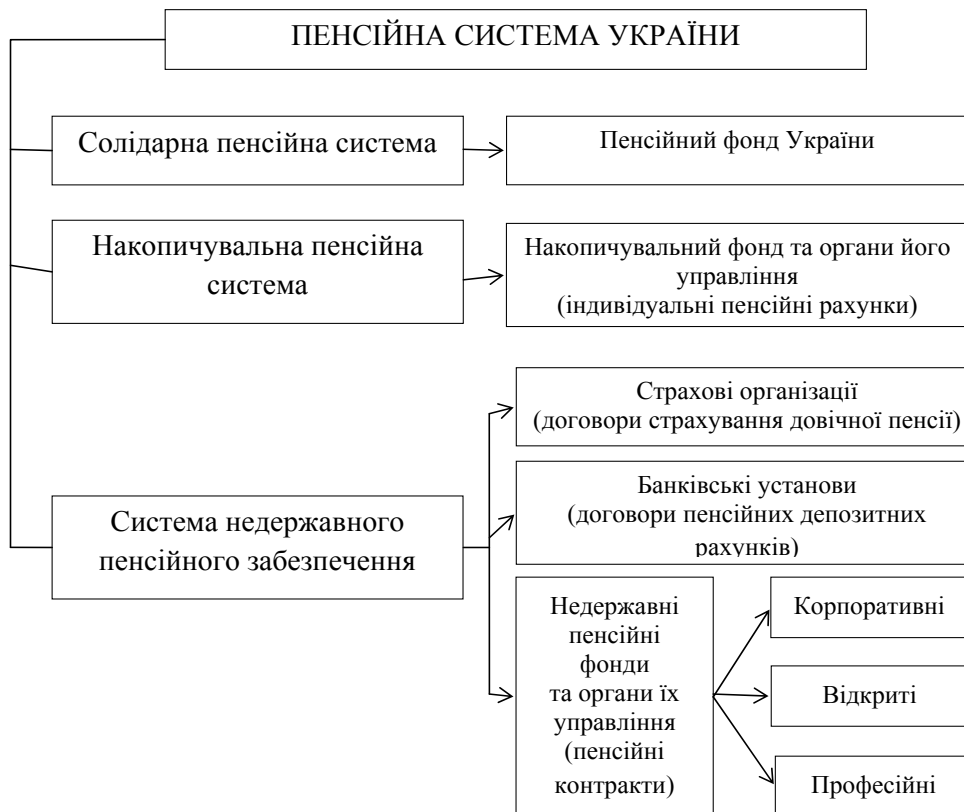 ПЕНСІЙНА СИСТЕМА УКРАЇНИ
Солідарна пенсійна система
Пенсійний фонд України
Накопичувальна пенсійна
система
Накопичувальний фонд та органи його
управління
(індивідуальні пенсійні рахунки)
Страхові організації
(договори страхування довічної пенсії)
Система недержавного
пенсійного забезпечення
Банківські установи
(договори пенсійних депозитних
рахунків)
Недержавні
пенсійні
фонди
та органи їх
управління
(пенсійні
контракти)
Корпоративні
Відкриті
Професійні